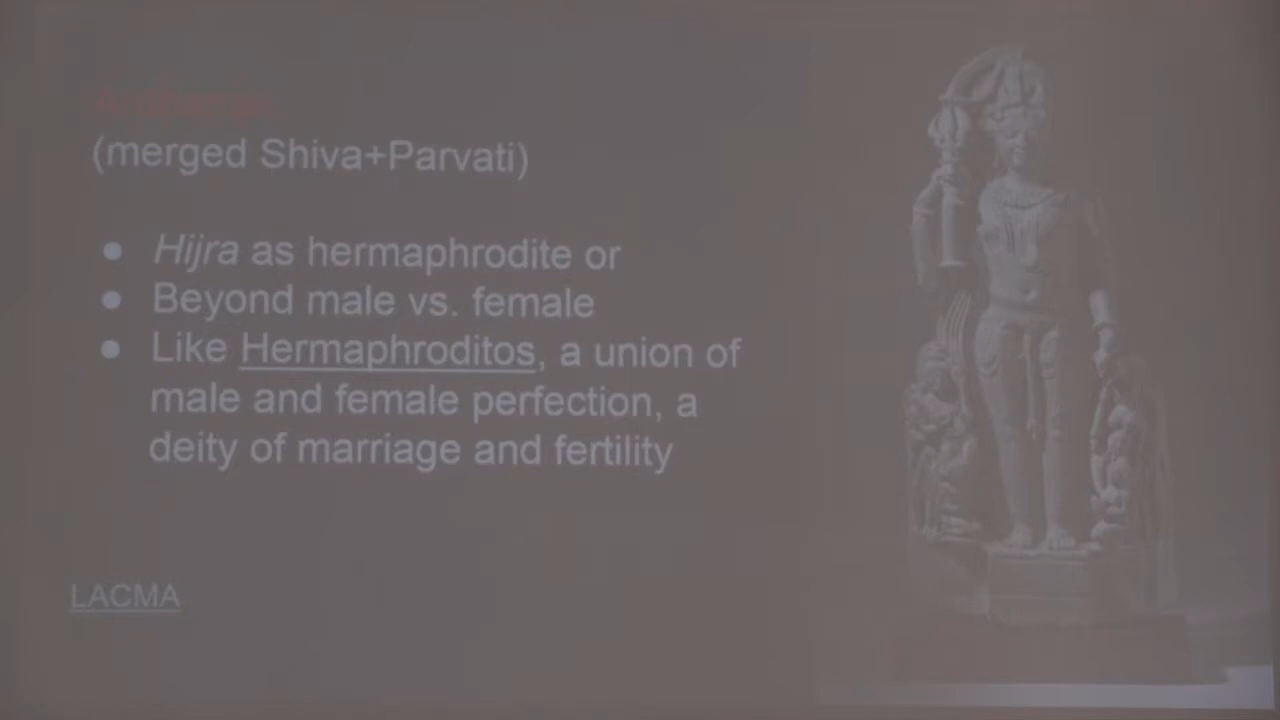 (merged Shiva+Parvati)
Hijra as hermaphrodite or
Beyond male vs. female
Like Hermaphroditos, a union of
male and female perfection, a
deity of marriage and fertility
LACMA